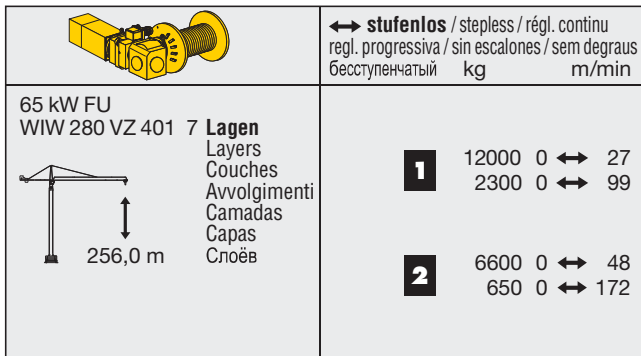 ↔ stufenlos / stepless / régl. continu
regl. progressiva / sin escalones / sem degraus
бесступенчатый kg m/min
65 kW FU
WIW 280 VZ 401 7 Lagen
Layers
Couches
Avvolgimenti
Camadas
Capas
256,0 m Слоёв
1 12000 0 ↔ 27
2300 0 ↔ 99
2 6600 0 ↔ 48
650 0 ↔ 172